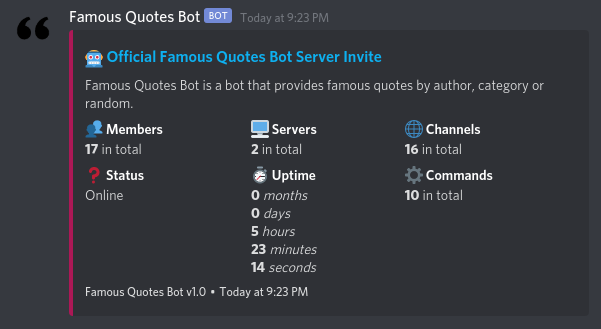 Famous Quotes Bot BOT Today at 9:23 PM
Official Famous Quotes Bot Server Invite
Famous Quotes Bot is a bot that provides famous quotes by author, category or
random.
Members Servers Channels
17 in total 2 in total 16 in total
Status Uptime Commands
Online 0 months 10 in total
0 days
5 hours
23 minutes
14 seconds
Famous Quotes Bot v1.0 • Today at 9:23 PM